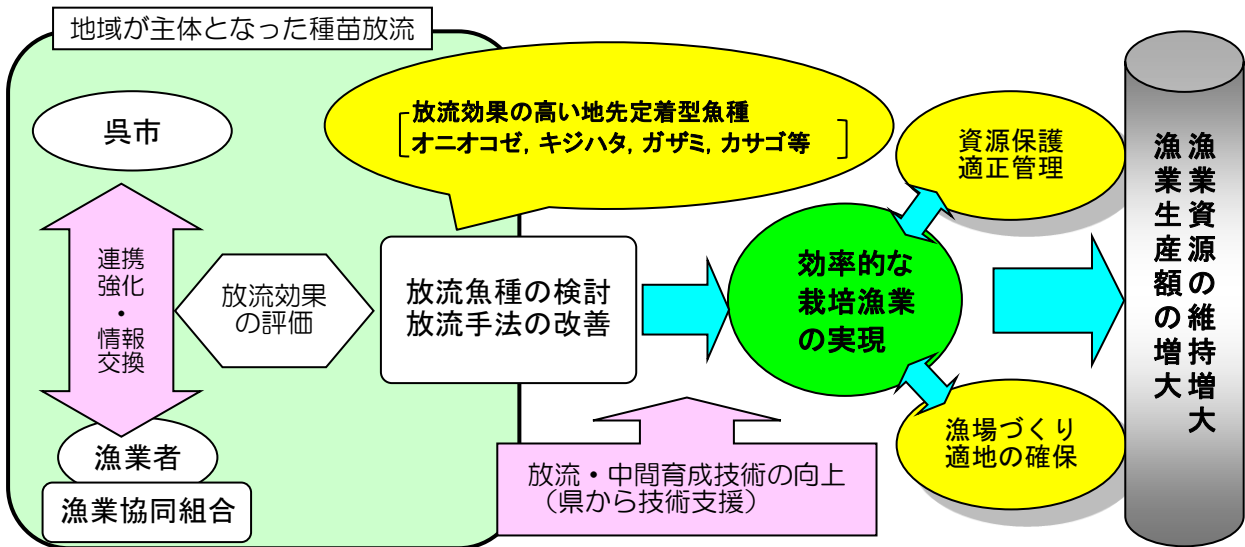 地域が主体となった種苗放流
呉市
連携
強化
・
情報
交換
漁業者
漁業協同組合
放流効果
の評価
放流効果の高い地先定着型魚種
オニオコゼ，キジハタ，ガザミ，カサゴ等
放流魚種の検討
放流手法の改善
放流・中間育成技術の向上
（県から技術支援）
効率的な
栽培漁業
の実現
資源保護
適正管理
漁場づくり
適地の確保
漁業資源の維持増大
漁業生産額の増大